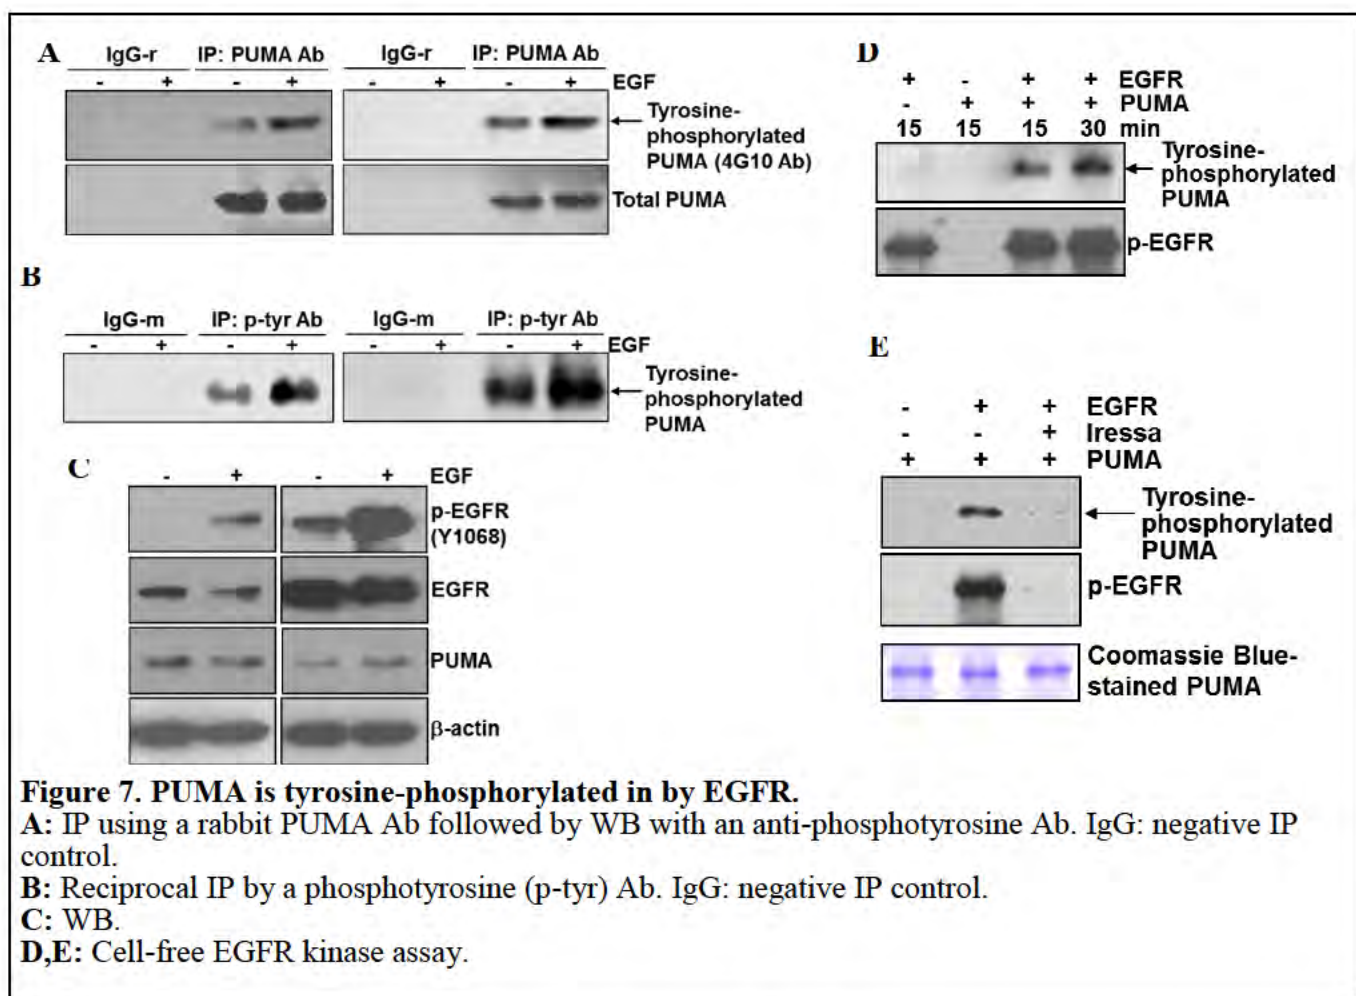 A
IgG-r IP: PUMA Ab IgG-r IP: PUMA Ab
- + - + - + - + EGF
Tyrosine-
phosphorylated
PUMA (4G10 Ab)
Total PUMA
B
IgG-m IP: p-tyr Ab IgG-m IP: p-tyr Ab
- + - + - + - + EGF
Tyrosine-
phosphorylated
PUMA
C
- + - + EGF
p-EGFR
(Y1068)
EGFR
PUMA
β-actin
D
+ - + + EGFR
- + + + PUMA
15 15 15 30 min
Tyrosine-
phosphorylated
PUMA
p-EGFR
E
- + + EGFR
- - + Iressa
+ + + PUMA
Tyrosine-
phosphorylated
PUMA
p-EGFR
Coomassie Blue-
stained PUMA
Figure 7. PUMA is tyrosine-phosphorylated in by EGFR.
A: IP using a rabbit PUMA Ab followed by WB with an anti-phosphotyrosine Ab. IgG: negative IP
control.
B: Reciprocal IP by a phosphotyrosine (p-tyr) Ab. IgG: negative IP control.
C: WB.
D,E: Cell-free EGFR kinase assay.